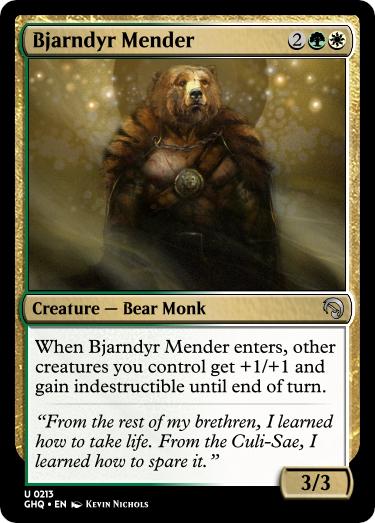 Bjarndyr Mender 2
Creature — Bear Monk
When Bjarndyr Mender enters, other
creatures you control get +1/+1 and
gain indestructible until end of turn.
“From the rest of my brethren, I learned
how to take life. From the Culi-Sae, I
learned how to spare it.”
3/3
U 0213
GHQ • EN Kevin Nichols